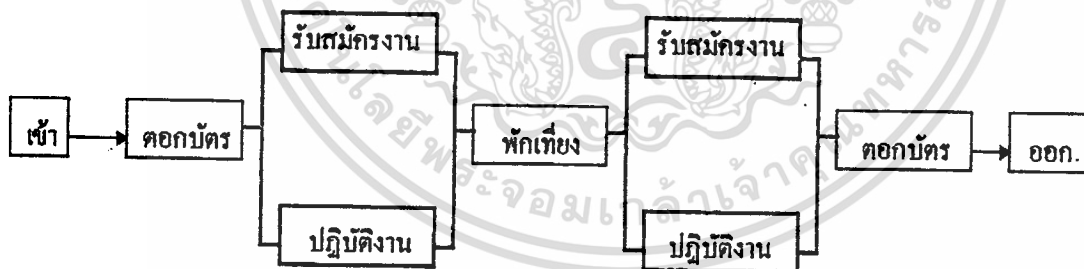 เข้า
ตอกบัตร
รับสมัครงาน
ปฏิบัติงาน
พักเที่ยง
รับสมัครงาน
ปฏิบัติงาน
ตอกบัตร
ออก.